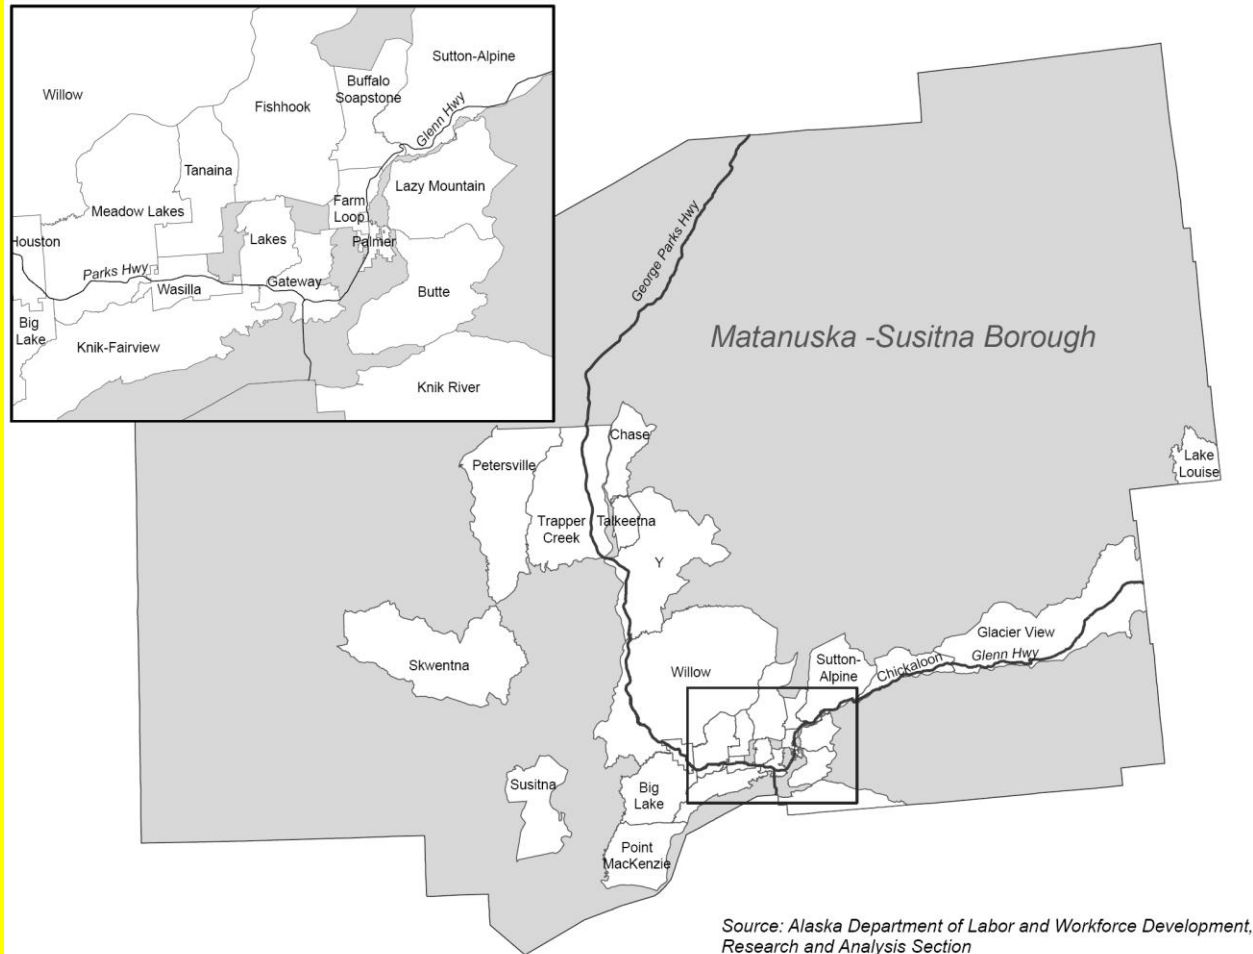 Willow
Sutton-Alpine
Buffalo
Soapstone
Fishhook
Glenn Hwy
Tanaina
Lazy Mountain
Meadow Lakes
Farm
Loop
Houston
Lakes
Palmer
Parks Hwy
Wasilla
Gateway
Butte
Big
Lake
Knik-Fairview
Knik River
George Parks Hwy
Matanuska -Susitna Borough
Chase
Petersville
Lake
Louise
Trapper
Creek
Talkeetna
Y
Skwentna
Willow
Sutton-
Alpine
Chickaloon
Glacier View
Glenn Hwy
Susitna
Big
Lake
Point
MacKenzie
Source: Alaska Department of Labor and Workforce Development,
Research and Analysis Section